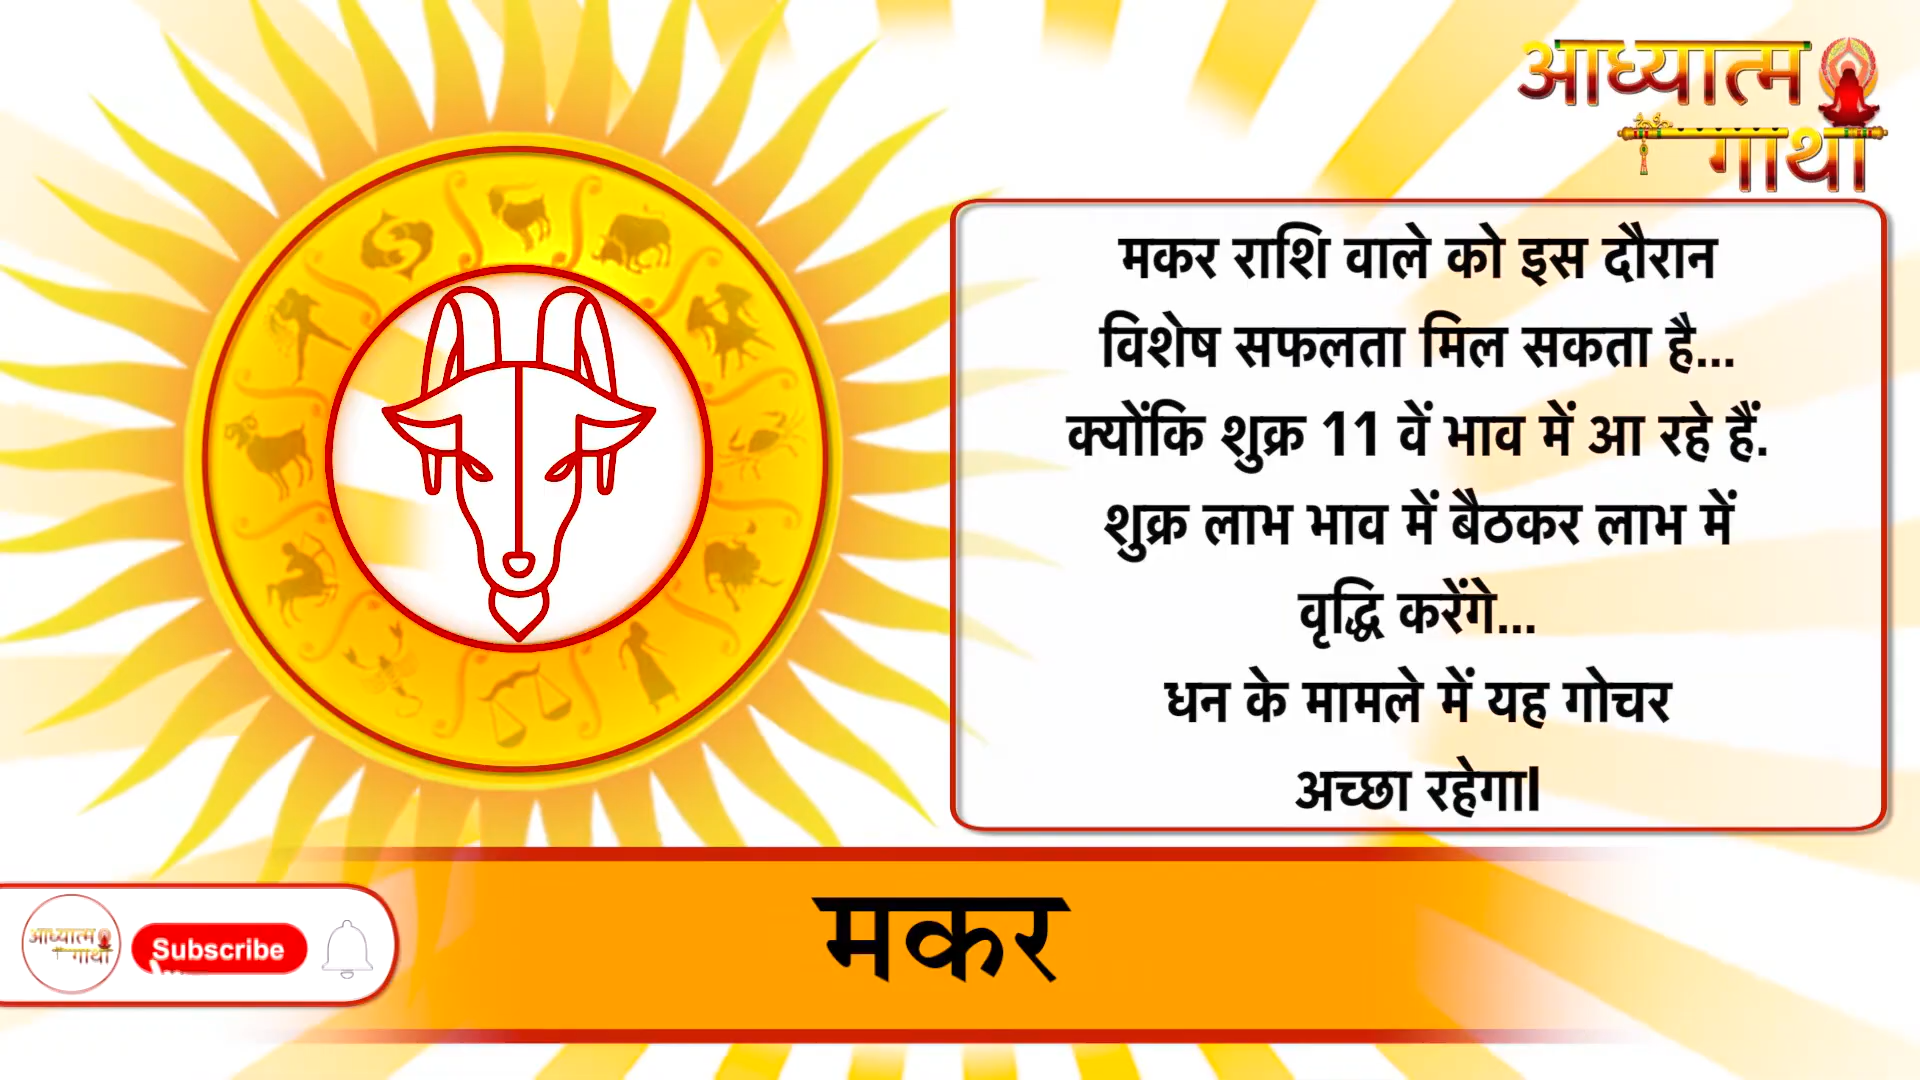 आध्यात्म
गाथा
मकर राशि वाले को इस दौरान
विशेष सफलता मिल सकता है...
क्योंकि शुक्र 11 वें भाव में आ रहे हैं.
शुक्र लाभ भाव में बैठकर लाभ में
वृद्धि करेंगे...
धन के मामले में यह गोचर
अच्छा रहेगा।
मकर
आध्यात्म
गाथा
Subscribe